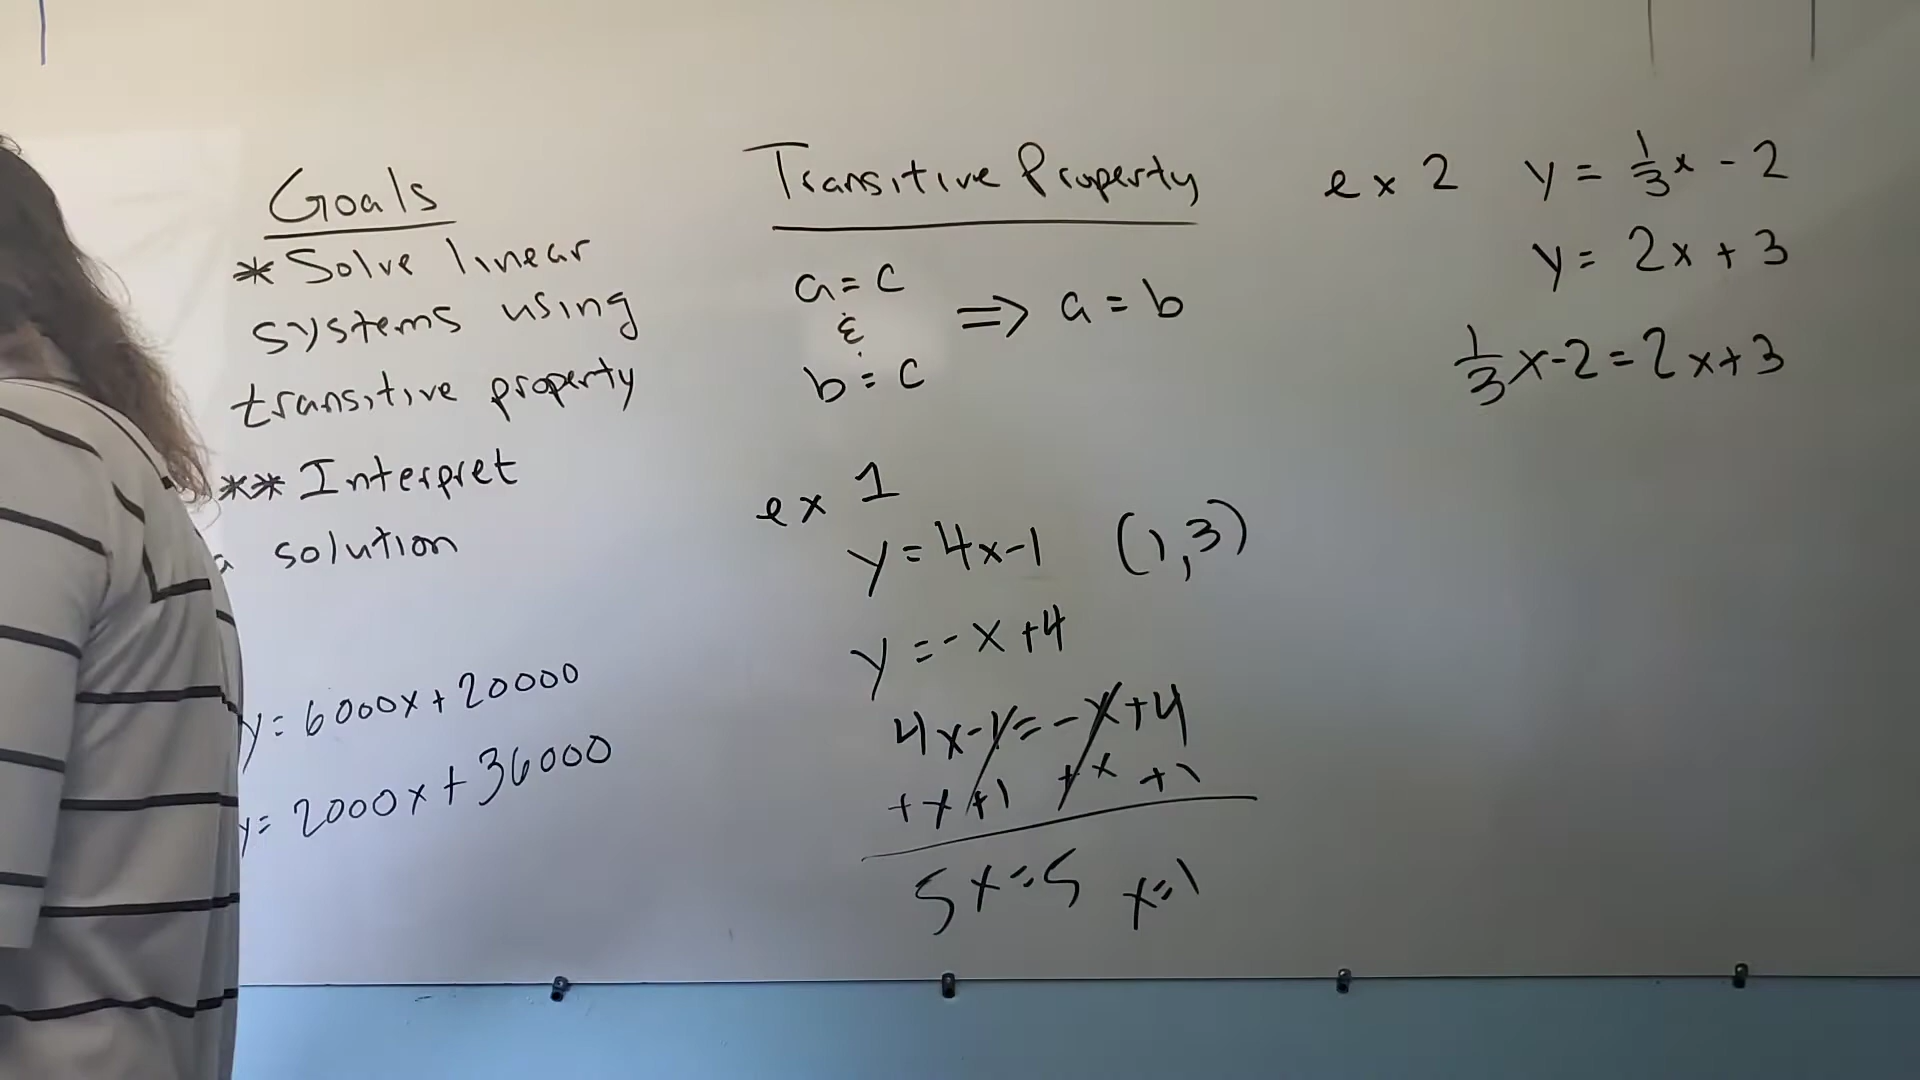 Goals
* Solve linear
systems using
transitive property
** Interpret
a solution
y = 6000x + 20000
y = 2000x + 36000
Transitive Property
a = c
&
b = c
⇒ a = b
ex 1
y = 4x-1 (1,3)
y = -x+4
4x-1=-x+4
+x+1 +x +1
5x=5 x=1
ex 2 y = 1/3 x - 2
y = 2x + 3
1/3 x-2=2x+3